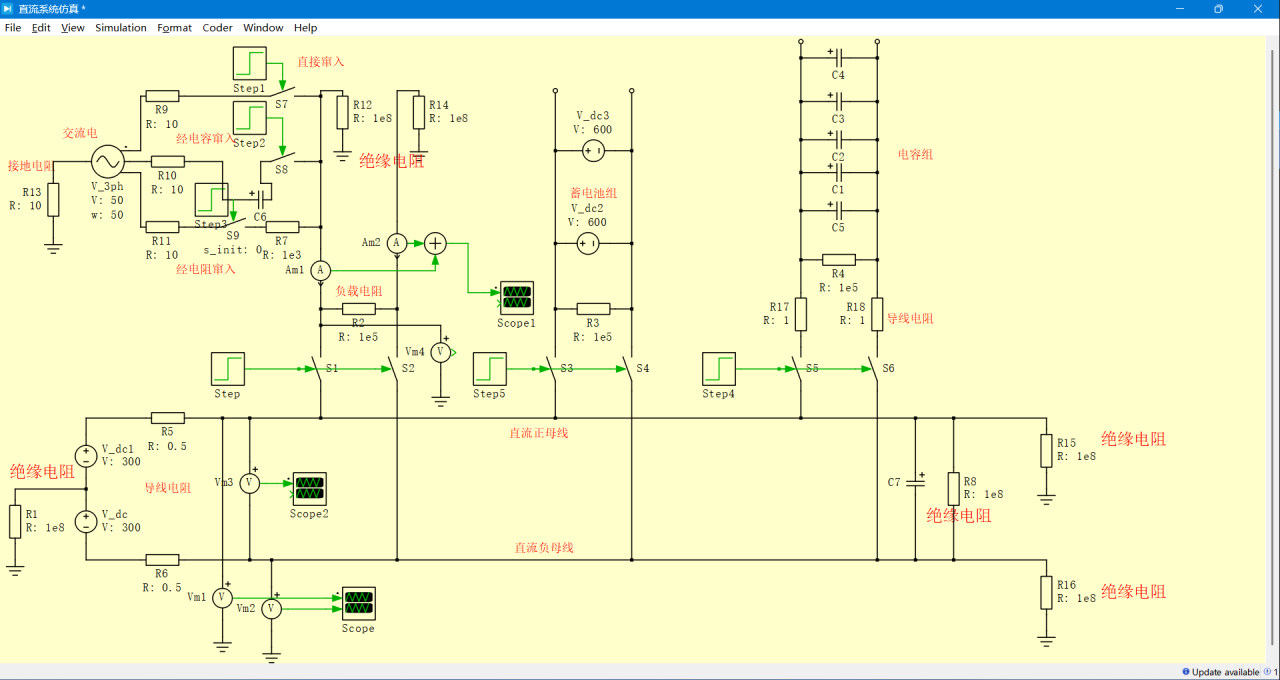 直流系统仿真 *
File Edit View Simulation Format Coder Window Help
直接窜入
Step1
S7
R9
R: 10
R12
R: 1e8
R14
R: 1e8
C4
C3
C2
C1
C5
电容组
V_dc3
V: 600
交流电
经电容窜入
Step2
S8
绝缘电阻
接地电阻
R13
R: 10
V_3ph
V: 50
w: 50
R10
R: 10
Step3
S9
s_init: 0
C6
R7
R: 1e3
R11
R: 10
经电阻窜入
Am1
Am2
蓄电池组
V_dc2
V: 600
Scope1
负载电阻
R2
R: 1e5
R3
R: 1e5
R4
R: 1e5
R17
R: 1
R18
R: 1
导线电阻
Vm4
Step
S1
S2
Step5
S3
S4
Step4
S5
S6
R5
R: 0.5
直流正母线
V_dc1
V: 300
绝缘电阻
R15
R: 1e8
绝缘电阻
R1
R: 1e8
导线电阻
V_dc
V: 300
Vm3
Scope2
C7
R8
R: 1e8
绝缘电阻
直流负母线
R6
R: 0.5
Vm1
Vm2
Scope
R16
R: 1e8
绝缘电阻
Update available
1